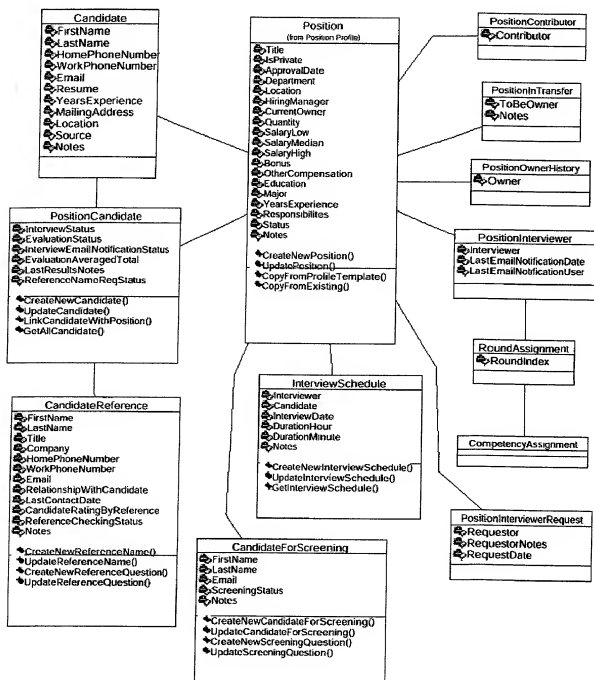 Candidate
FirstName
LastName
HomePhoneNumber
WorkPhoneNumber
Email
Resume
YearsExperience
MailingAddress
Location
Source
Notes
Position
(from Position Profile)
Title
IsPrivate
ApprovalDate
Department
Location
HiringManager
CurrentOwner
Quantity
SalaryLow
SalaryMedian
SalaryHigh
Bonus
OtherCompensation
Education
Major
YearsExperience
Responsibilites
Status
Notes
CreateNewPosition()
UpdatePosition()
CopyFromProfileTemplate()
CopyFromExisting()
PositionContributor
Contributor
PositionInTransfer
ToBeOwner
Notes
PositionOwnerHistory
Owner
PositionCandidate
InterviewStatus
EvaluationStatus
InterviewEmailNotificationStatus
EvaluationAveragedTotal
LastResultsNotes
ReferenceNameReqStatus
CreateNewCandidate()
UpdateCandidate()
LinkCandidateWithPosition()
GetAllCandidate()
PositionInterviewer
Interviewer
LastEmailNotificationDate
LastEmailNotficationUser
RoundAssignment
RoundIndex
CompetencyAssignment
InterviewSchedule
Interviewer
Candidate
InterviewDate
DurationHour
DurationMinute
Notes
CreateNewInterviewSchedule()
UpdateInterviewSchedule()
GetInterviewSchedule()
CandidateReference
FirstName
LastName
Title
Company
HomePhoneNumber
WorkPhoneNumber
Email
RelationshipWithCandidate
LastContactDate
CandidateRatingByReference
ReferenceCheckingStatus
Notes
CreateNewReferenceName()
UpdateReferenceName()
CreateNewReferenceQuestion()
UpdateReferenceQuestion()
PositionInterviewerRequest
Requestor
RequestorNotes
RequestDate
CandidateForScreening
FirstName
LastName
Email
ScreeningStatus
Notes
CreateNewCandidateForScreening()
UpdateCandidateForScreening()
CreateNewScreeningQuestion()
UpdateScreeningQuestion()